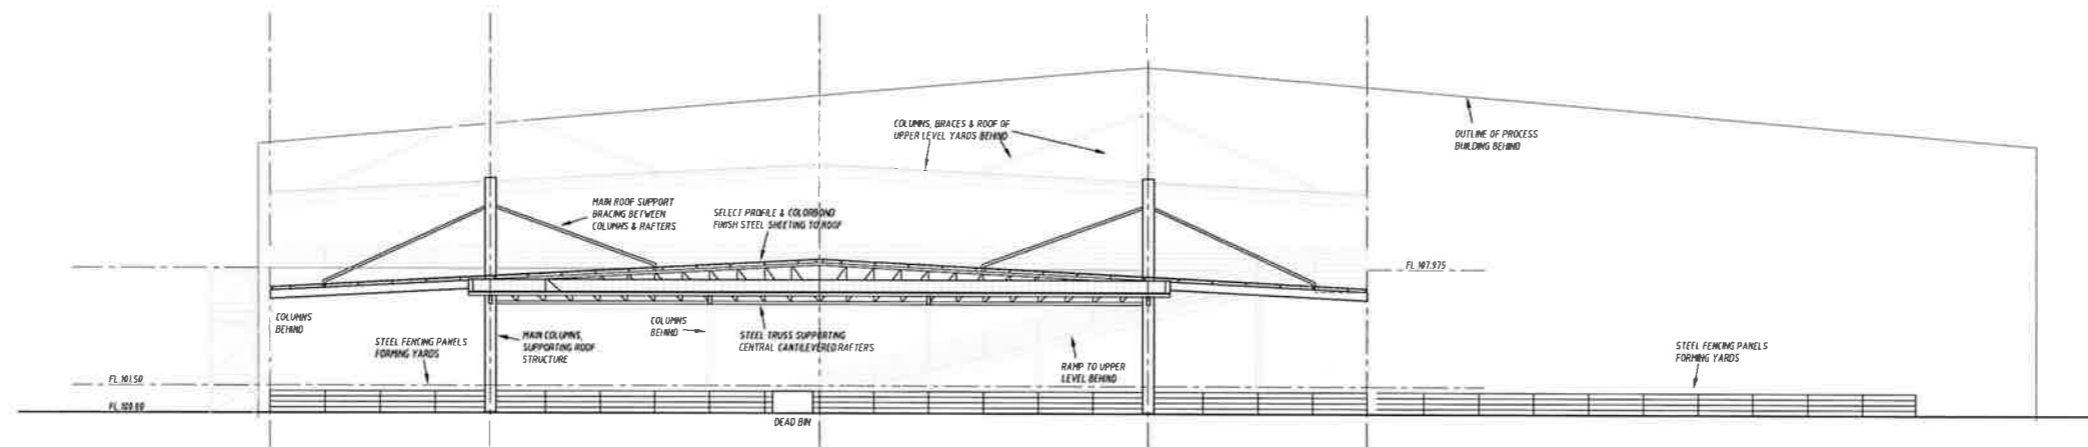 COLUMNS, BRACES & ROOF OF
UPPER LEVEL YARDS BEHIND
OUTLINE OF PROCESS
BUILDING BEHIND
MAIN ROOF SUPPORT
BRACING BETWEEN
COLUMNS & RAFTERS
SELECT PROFILE & COLORBOND
FINISH STEEL SHEETING TO ROOF
FL 107.975
COLUMNS
BEHIND
STEEL FENCING PANELS
FORMING YARDS
MAIN COLUMNS,
SUPPORTING ROOF
STRUCTURE
COLUMNS
BEHIND
STEEL TRUSS SUPPORTING
CENTRAL CANTILEVERED RAFTERS
RAMP TO UPPER
LEVEL BEHIND
STEEL FENCING PANELS
FORMING YARDS
FL 101.50
FL
DEAD BIN